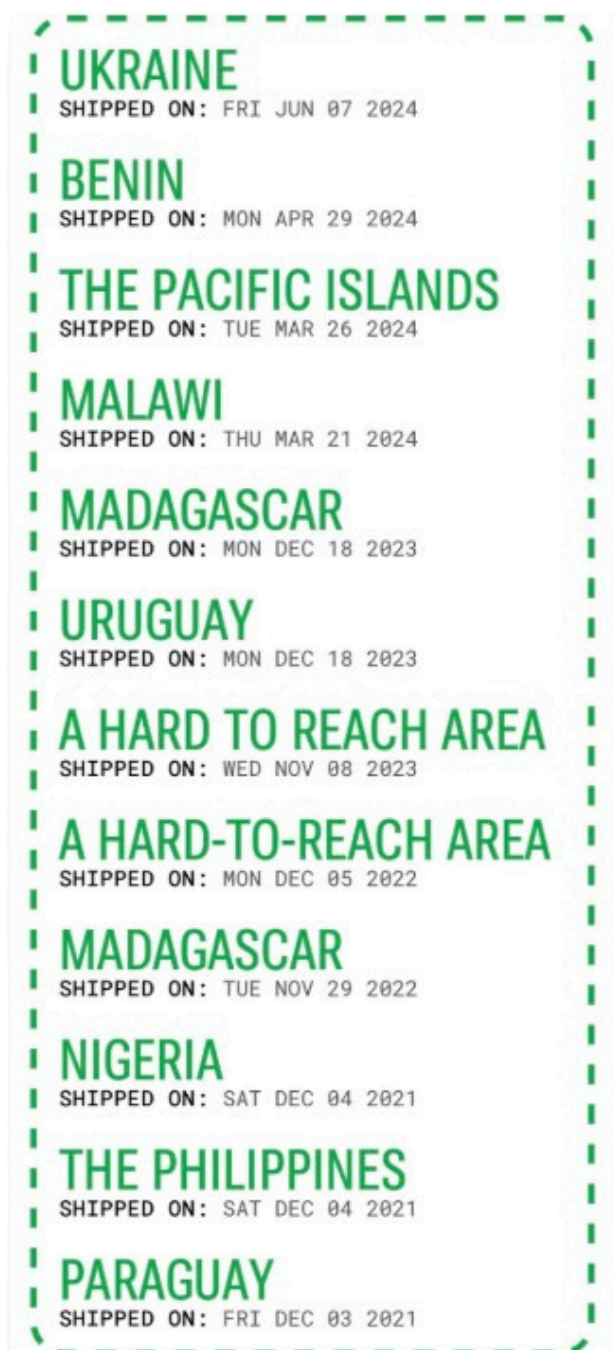 UKRAINE
SHIPPED ON: FRI JUN 07 2024
BENIN
SHIPPED ON: MON APR 29 2024
THE PACIFIC ISLANDS
SHIPPED ON: TUE MAR 26 2024
MALAWI
SHIPPED ON: THU MAR 21 2024
MADAGASCAR
SHIPPED ON: MON DEC 18 2023
URUGUAY
SHIPPED ON: MON DEC 18 2023
A HARD TO REACH AREA
SHIPPED ON: WED NOV 08 2023
A HARD-TO-REACH AREA
SHIPPED ON: MON DEC 05 2022
MADAGASCAR
SHIPPED ON: TUE NOV 29 2022
NIGERIA
SHIPPED ON: SAT DEC 04 2021
THE PHILIPPINES
SHIPPED ON: SAT DEC 04 2021
PARAGUAY
SHIPPED ON: FRI DEC 03 2021